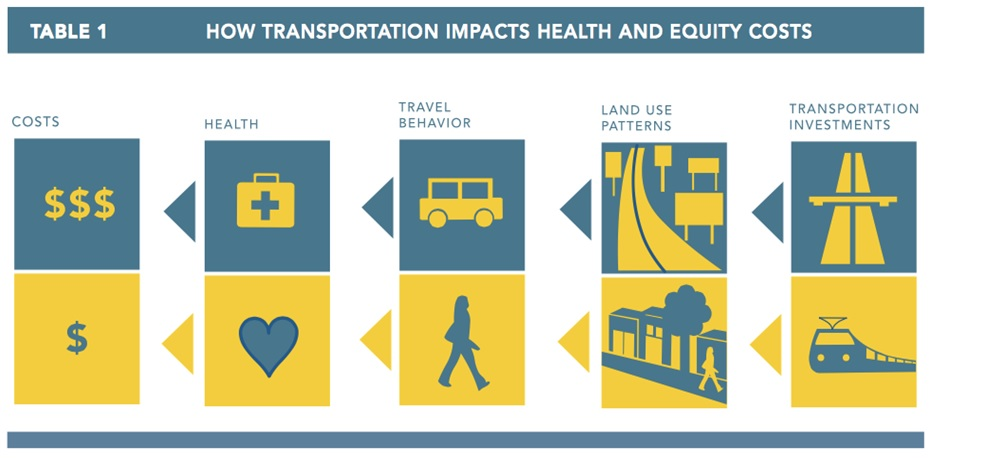 TABLE 1 HOW TRANSPORTATION IMPACTS HEALTH AND EQUITY COSTS
COSTS
HEALTH
TRAVEL
BEHAVIOR
LAND USE
PATTERNS
TRANSPORTATION
INVESTMENTS
$$$
$